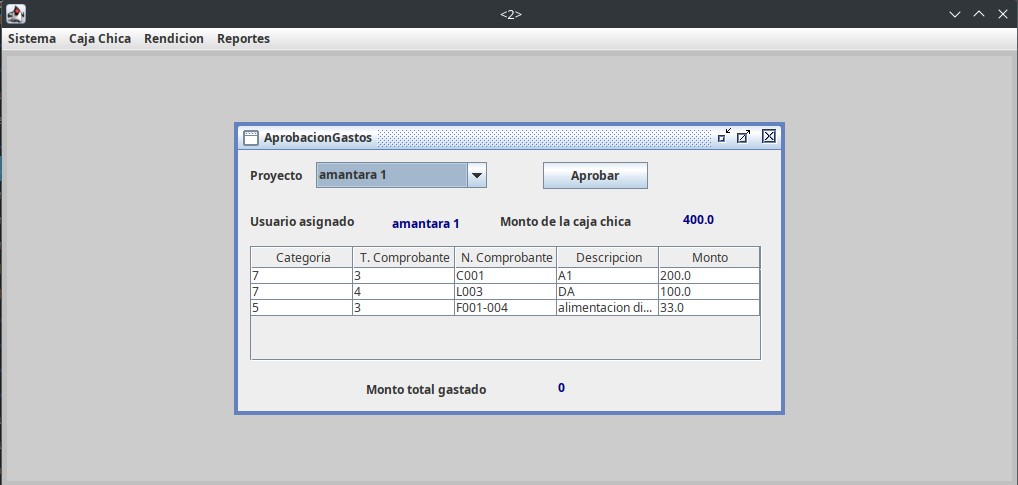 <2>
Sistema Caja Chica Rendicion Reportes
AprobacionGastos
Proyecto amantara 1 Aprobar
Usuario asignado amantara 1 Monto de la caja chica 400.0
Categoria T. Comprobante N. Comprobante Descripcion Monto
7 3 C001 A1 200.0
7 4 L003 DA 100.0
5 3 F001-004 alimentacion di... 33.0
Monto total gastado 0